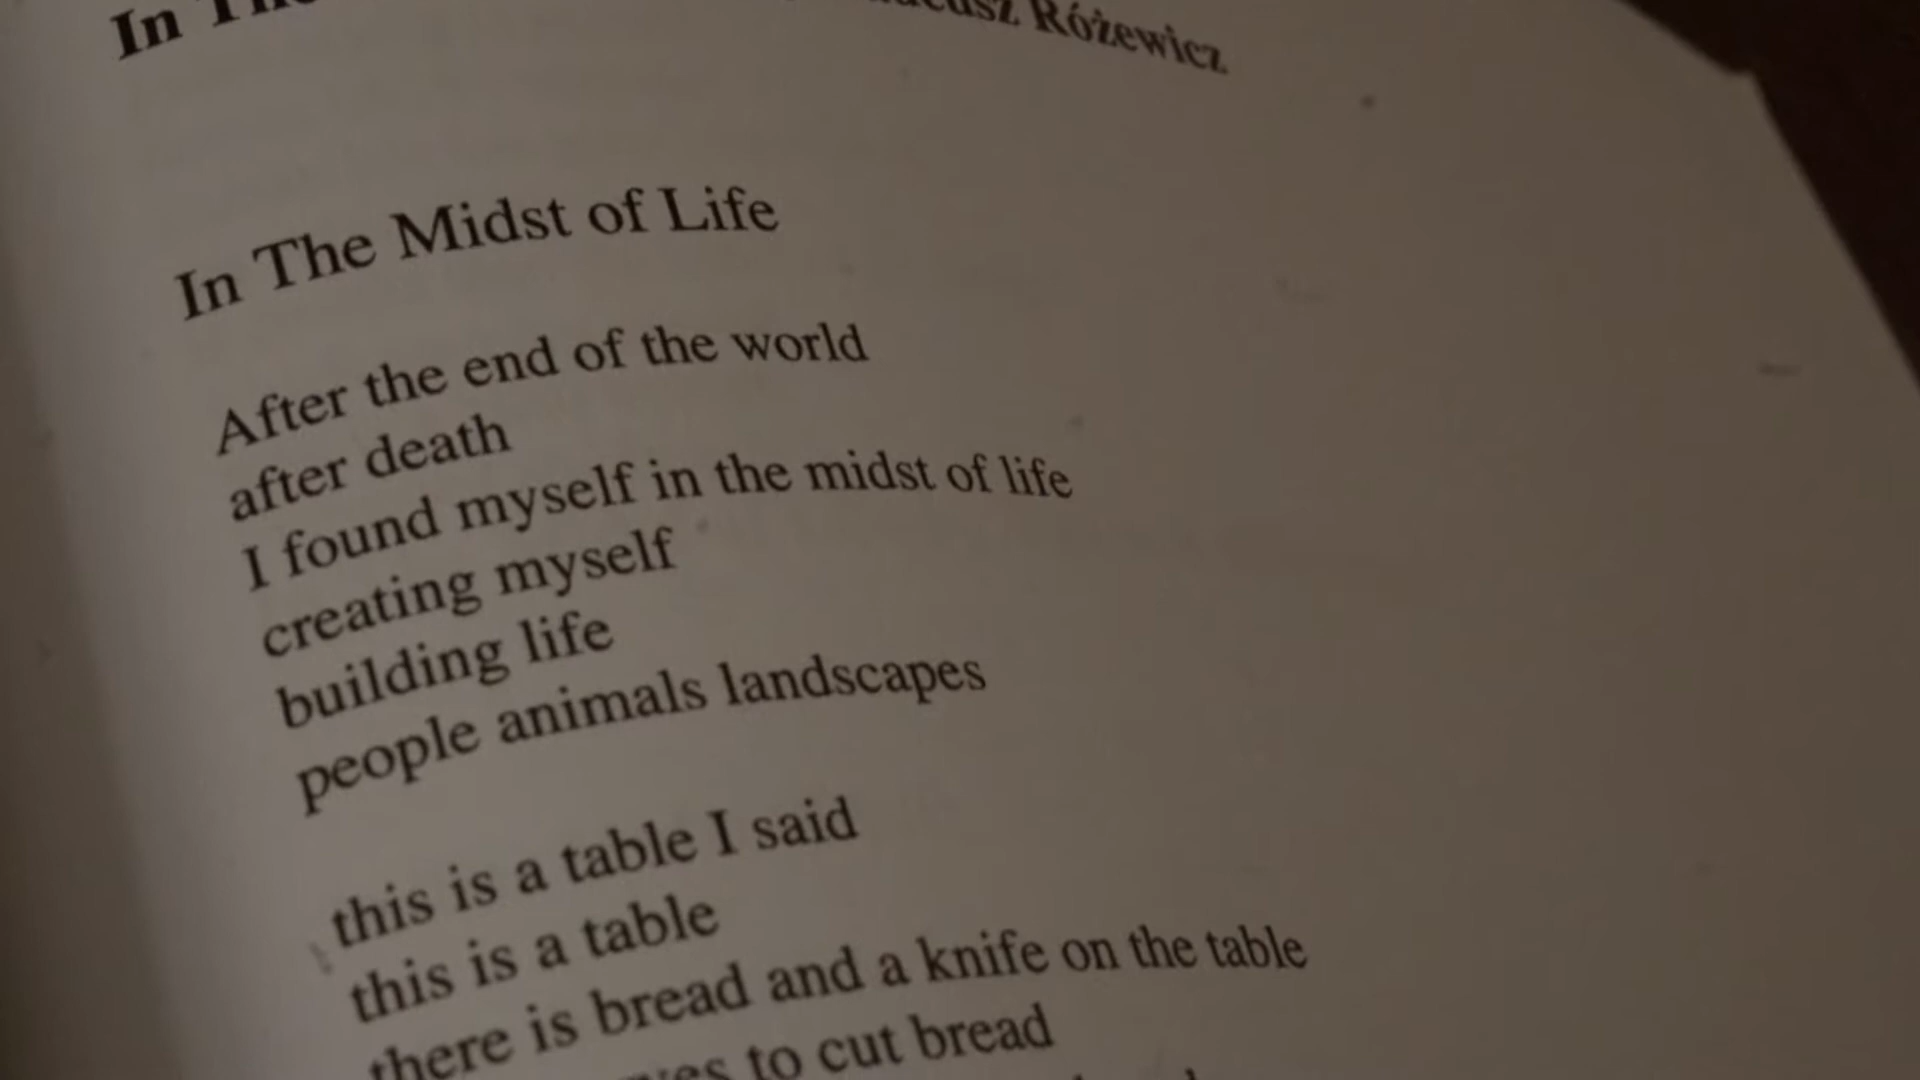 In Różewicz
In The Midst of Life
After the end of the world
after death
I found myself in the midst of life
creating myself
building life
people animals landscapes
this is a table I said
this is a table
there is bread and a knife on the table
to cut bread